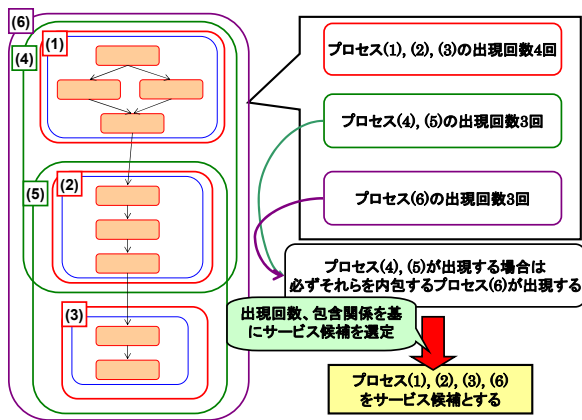 (6)
(1)
(4)
(5)
(2)
(3)
プロセス(1), (2), (3)の出現回数4回
プロセス(4), (5)の出現回数3回
プロセス(6)の出現回数3回
プロセス(4), (5)が出現する場合は
必ずそれらを内包するプロセス(6)が出現する
出現回数、包含関係を基
にサービス候補を選定
プロセス(1), (2), (3), (6)
をサービス候補とする